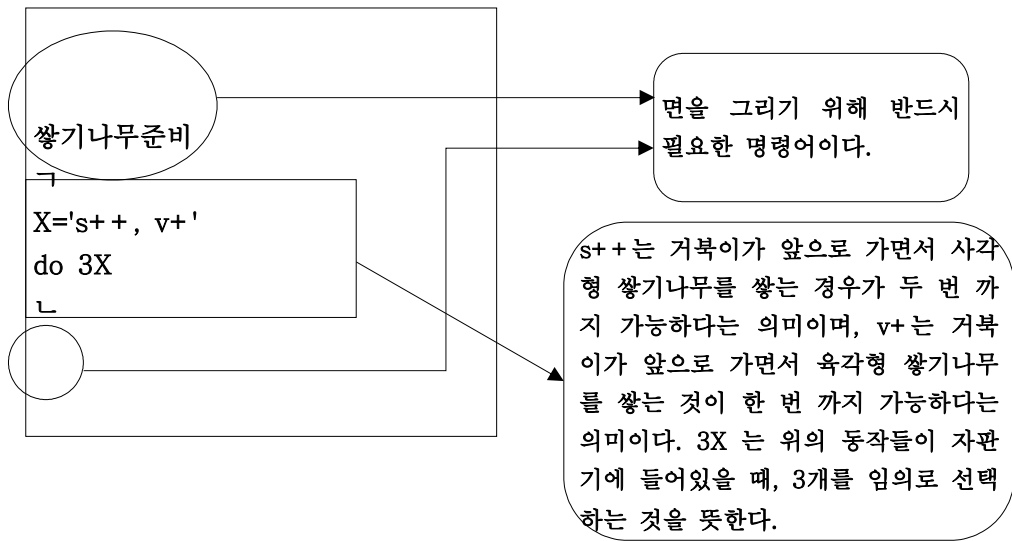 쌓기나무준비
ㄱ
X='s++, v+'
do 3X
ㄴ
면을 그리기 위해 반드시
필요한 명령어이다.
s++는 거북이가 앞으로 가면서 사각
형 쌓기나무를 쌓는 경우가 두 번 까
지 가능하다는 의미이며, v+는 거북
이가 앞으로 가면서 육각형 쌓기나무
를 쌓는 것이 한 번 까지 가능하다는
의미이다. 3X 는 위의 동작들이 자판
기에 들어있을 때, 3개를 임의로 선택
하는 것을 뜻한다.